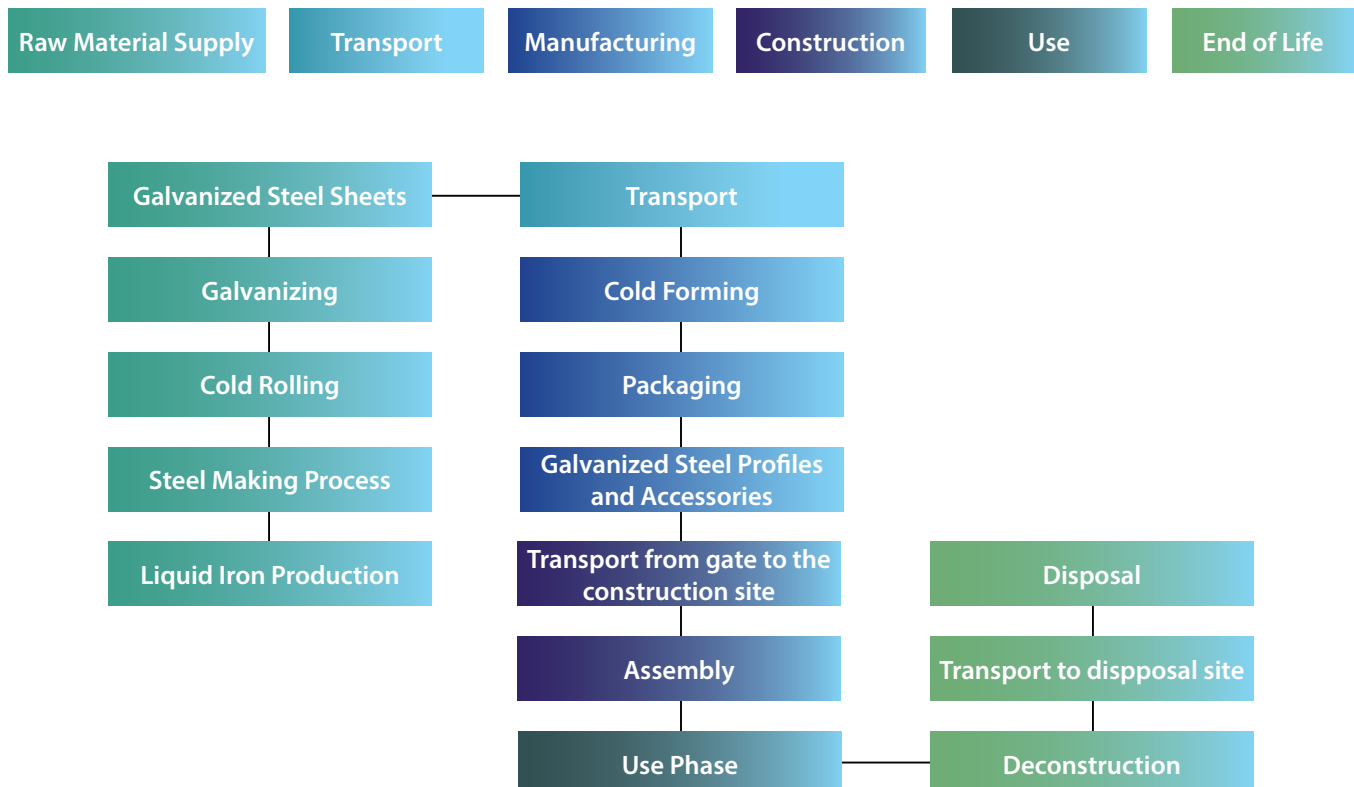 Raw Material Supply
Transport
Manufacturing
Construction
Use
End of Life
Galvanized Steel Sheets
Transport
Galvanizing
Cold Forming
Cold Rolling
Packaging
Steel Making Process
Galvanized Steel Profiles
and Accessories
Liquid Iron Production
Transport from gate to the
construction site
Disposal
Assembly
Transport to dispposal site
Use Phase
Deconstruction